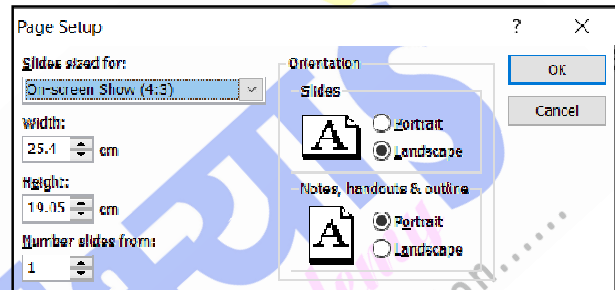 Page Setup
? X
Slides sized for:
On-screen Show (4:3)
Width:
25.4 cm
Height:
19.05 cm
Number slides from:
1
Orientation
Slides
A
Portrait
Landscape
Notes, handouts & outline
A
Portrait
Landscape
OK
Cancel